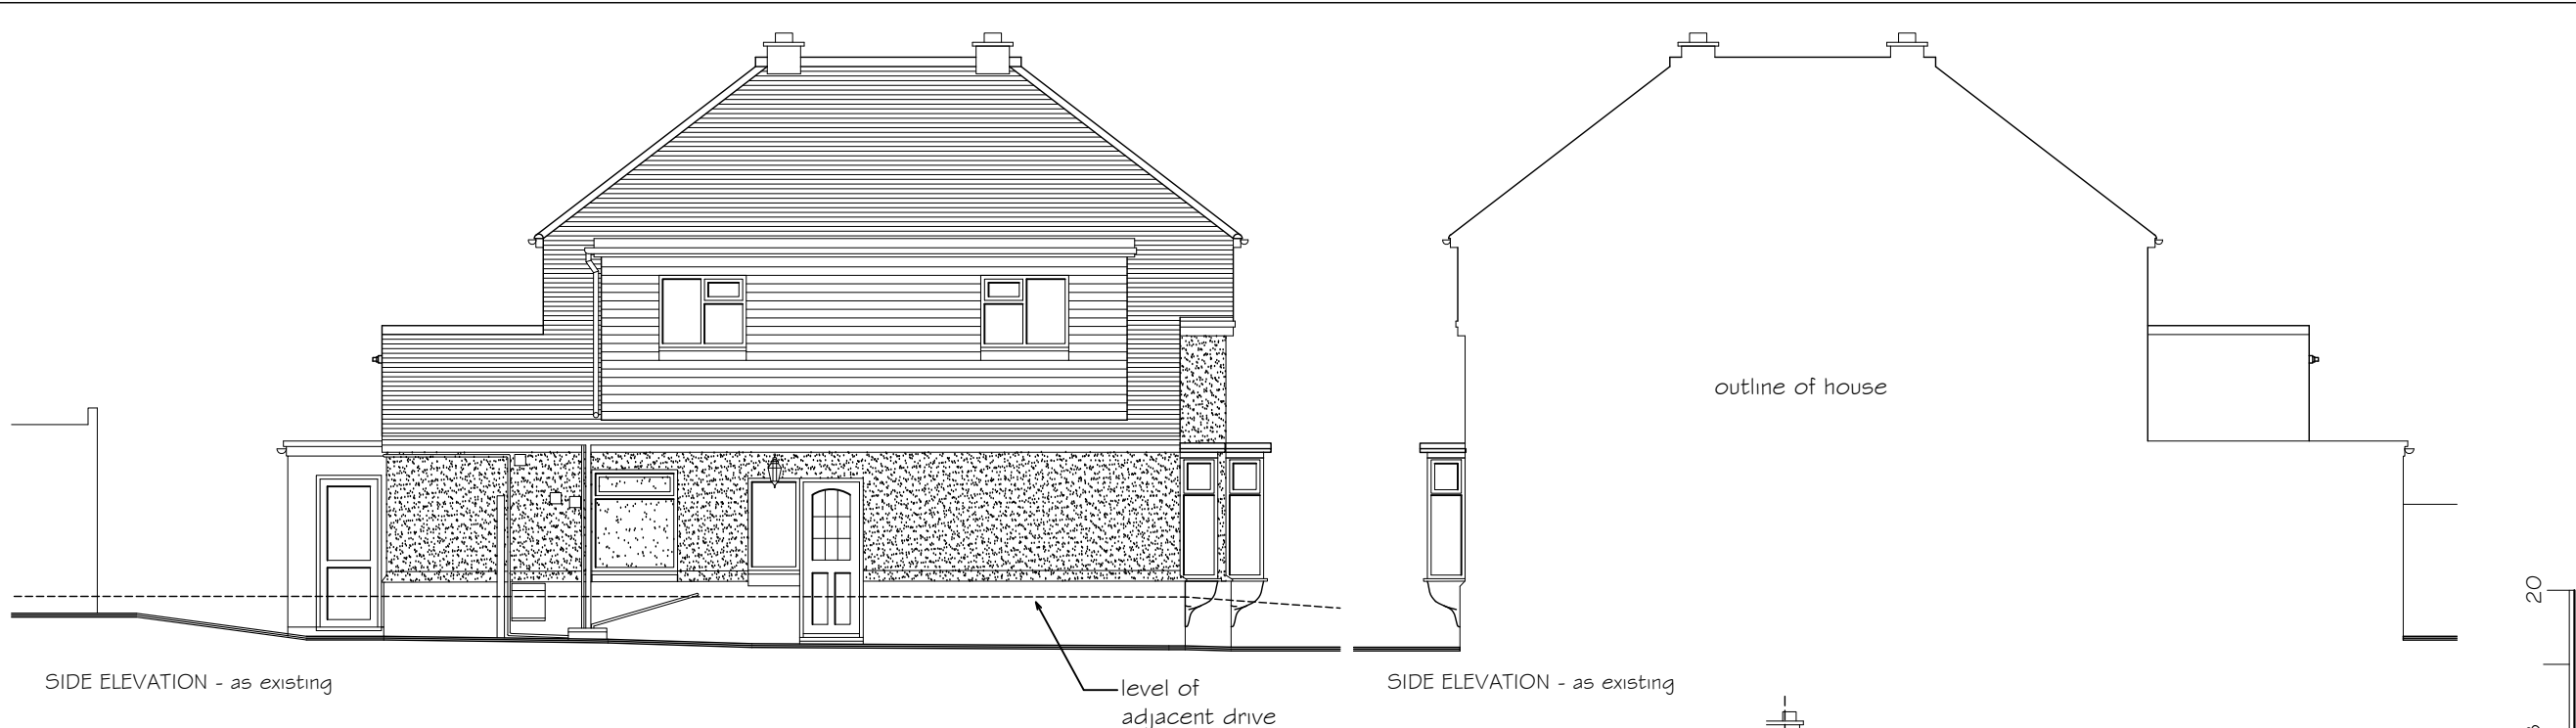 outline of house
20
SIDE ELEVATION - as existing
level of
adjacent drive
SIDE ELEVATION - as existing